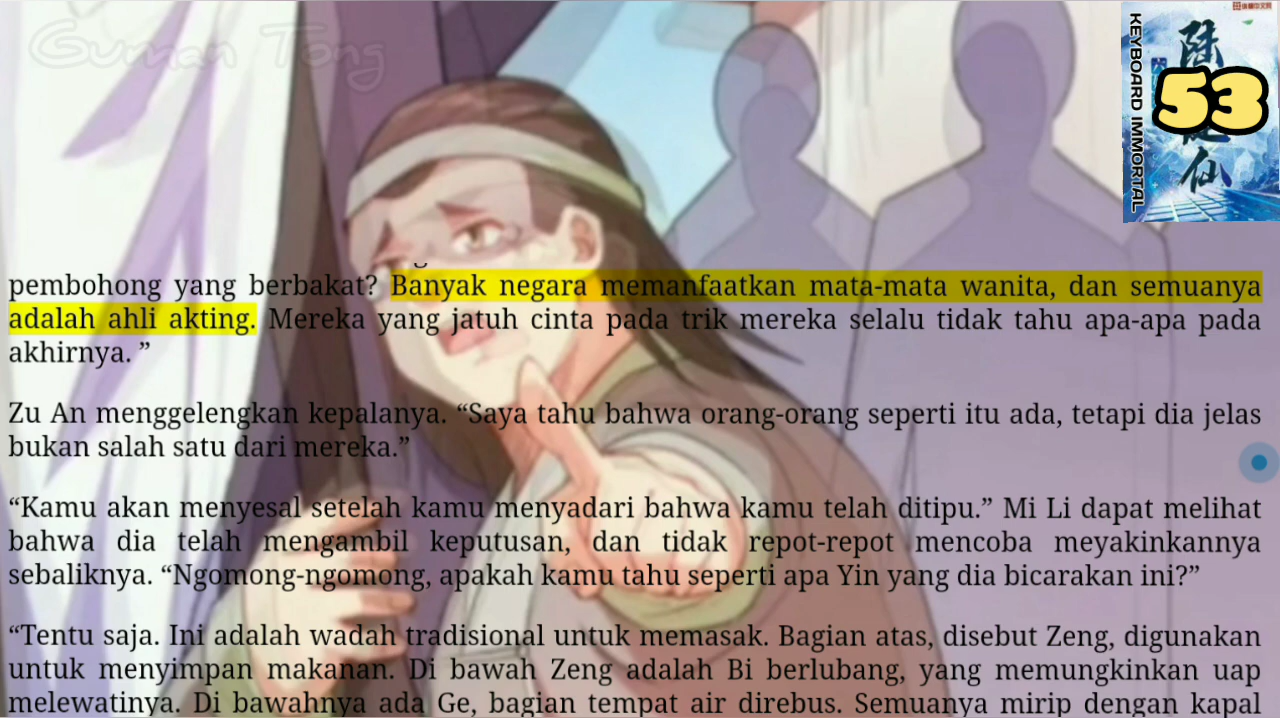 Guman Tong
KEYBOARD IMMORTAL
陆
仙
53
pembohong yang berbakat? Banyak negara memanfaatkan mata-mata wanita, dan semuanya
adalah ahli akting. Mereka yang jatuh cinta pada trik mereka selalu tidak tahu apa-apa pada
akhirnya. ”
Zu An menggelengkan kepalanya. “Saya tahu bahwa orang-orang seperti itu ada, tetapi dia jelas
bukan salah satu dari mereka.”
“Kamu akan menyesal setelah kamu menyadari bahwa kamu telah ditipu.” Mi Li dapat melihat
bahwa dia telah mengambil keputusan, dan tidak repot-repot mencoba meyakinkannya
sebaliknya. “Ngomong-ngomong, apakah kamu tahu seperti apa Yin yang dia bicarakan ini?”
“Tentu saja. Ini adalah wadah tradisional untuk memasak. Bagian atas, disebut Zeng, digunakan
untuk menyimpan makanan. Di bawah Zeng adalah Bi berlubang, yang memungkinkan uap
melewatinya. Di bawahnya ada Ge, bagian tempat air direbus. Semuanya mirip dengan kapal